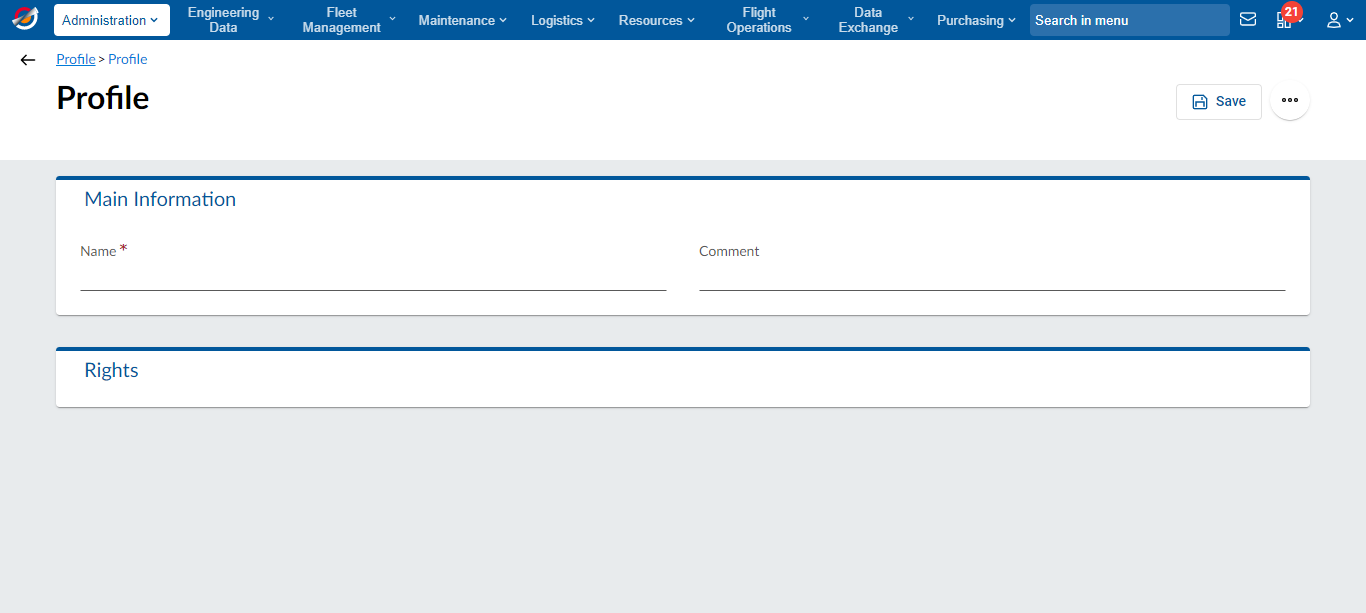 Administration
Engineering
Data
Fleet
Management
Maintenance
Logistics
Resources
Flight
Operations
Data
Exchange
Purchasing
Search in menu
21
Profile > Profile
Profile
Save
Main Information
Name *
Comment
Rights